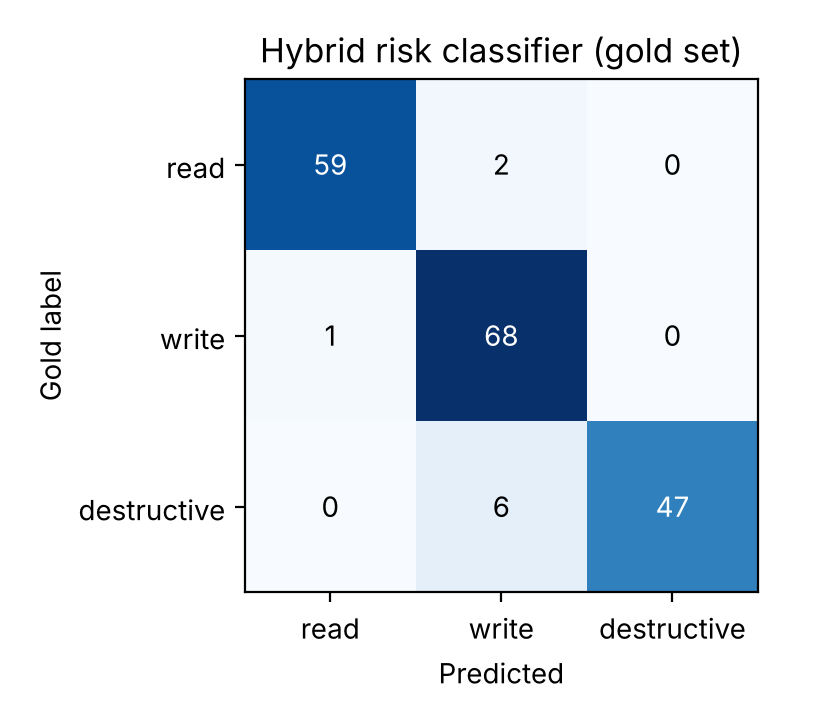 Hybrid risk classifier (gold set)
read 59 2 0
write 1 68 0
destructive 0 6 47
Gold label
read write destructive
Predicted